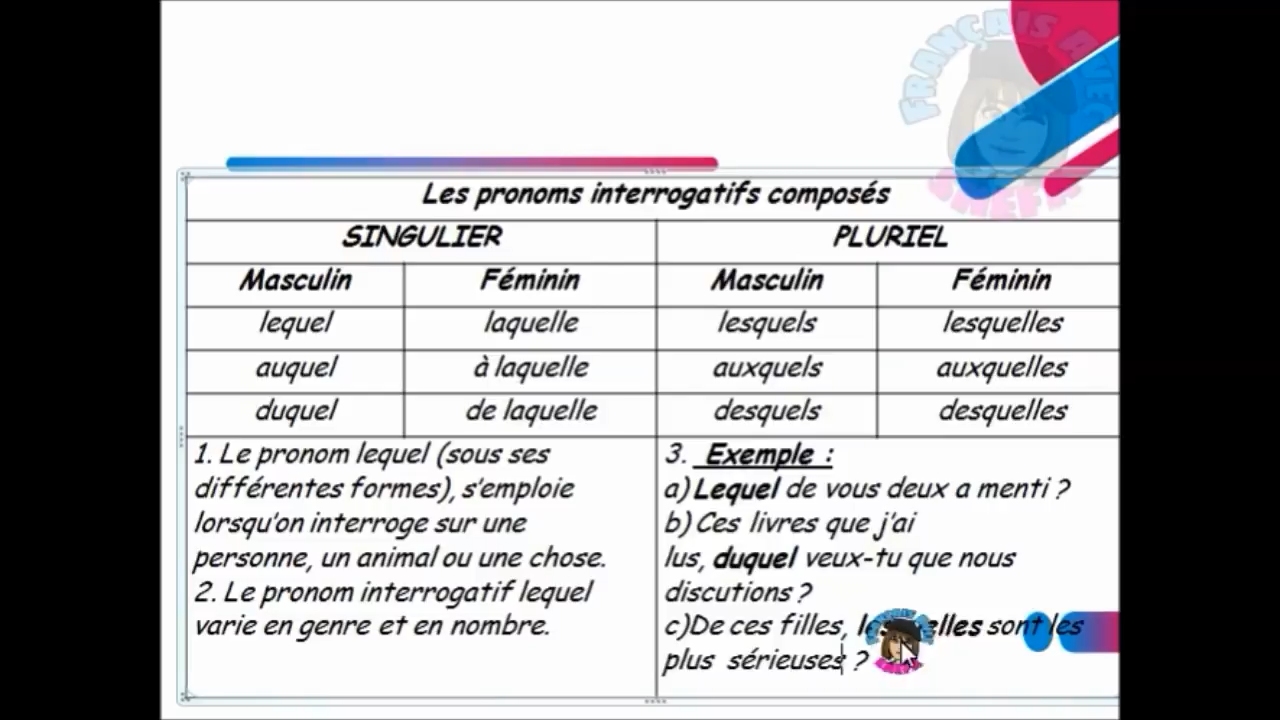 FRANÇAIS AVEC
Les pronoms interrogatifs composés
SINGULIER PLURIEL
Masculin Féminin Masculin Féminin
lequel laquelle lesquels lesquelles
auquel à laquelle auxquels auxquelles
duquel de laquelle desquels desquelles
1. Le pronom lequel (sous ses
différentes formes), s'emploie
lorsqu'on interroge sur une
personne, un animal ou une chose.
2. Le pronom interrogatif lequel
varie en genre et en nombre.
3. Exemple :
a) Lequel de vous deux a menti ?
b) Ces livres que j'ai
lus, duquel veux-tu que nous
discutions ?
c)De ces filles, sont les
plus sérieuses ?